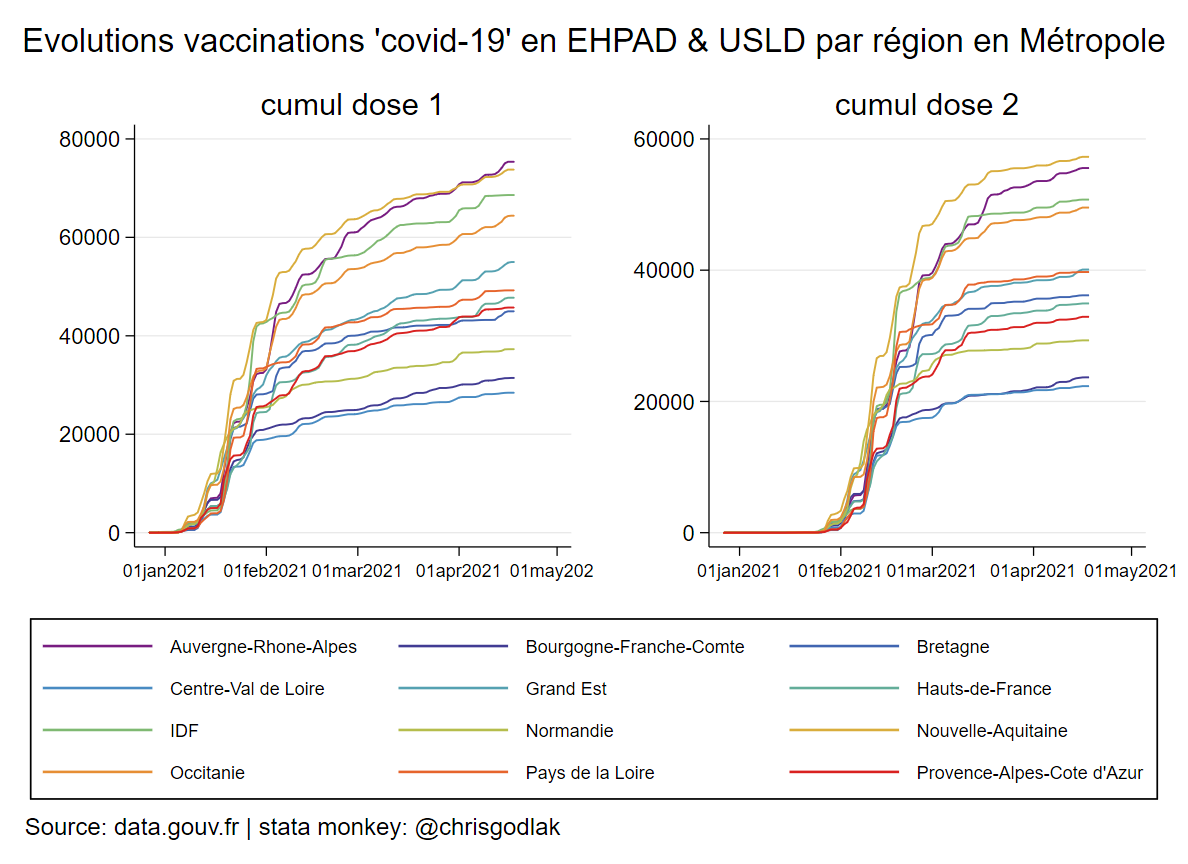 Evolutions vaccinations 'covid-19' en EHPAD & USLD par région en Métropole
cumul dose 1
80000
60000
40000
20000
0
01jan2021 01feb2021 01mar2021 01apr2021 01may202
cumul dose 2
60000
40000
20000
0
01jan2021 01feb2021 01mar2021 01apr2021 01may2021
Auvergne-Rhone-Alpes Bourgogne-Franche-Comte Bretagne
Centre-Val de Loire Grand Est Hauts-de-France
IDF Normandie Nouvelle-Aquitaine
Occitanie Pays de la Loire Provence-Alpes-Cote d'Azur
Source: data.gouv.fr | stata monkey: @chrisgodlak